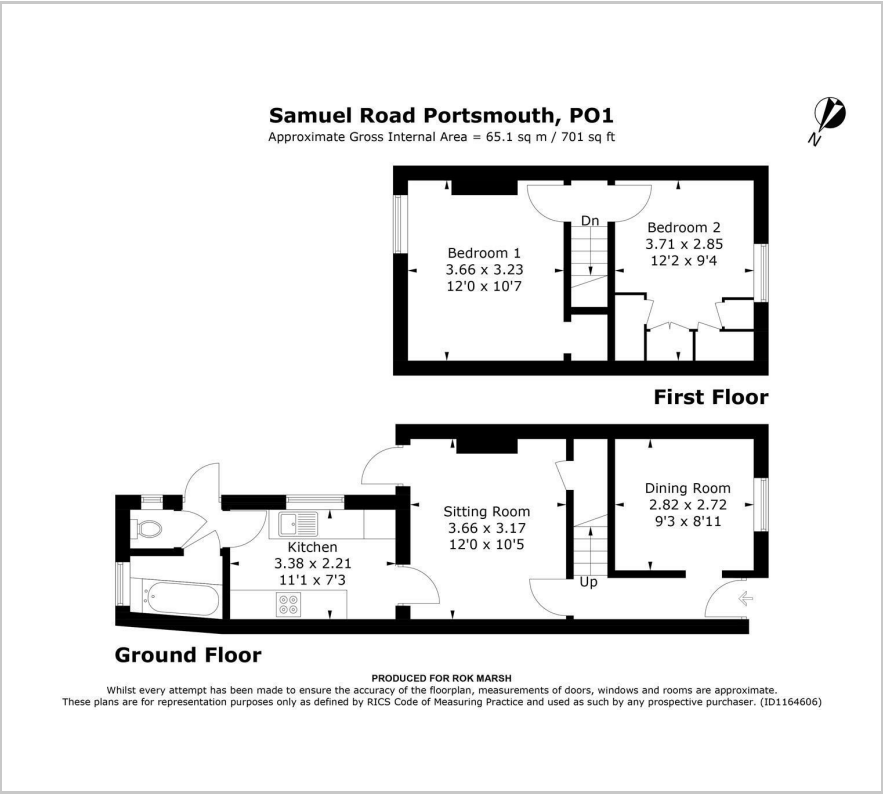 Samuel Road Portsmouth, PO1
Approximate Gross Internal Area = 65.1 sq m / 701 sq ft
N
Dn
Bedroom 1
3.66 x 3.23
12'0 x 10'7
Bedroom 2
3.71 x 2.85
12'2 x 9'4
First Floor
Sitting Room
3.66 x 3.17
12'0 x 10'5
Dining Room
2.82 x 2.72
9'3 x 8'11
Kitchen
3.38 x 2.21
11'1 x 7'3
Up
Ground Floor
PRODUCED FOR ROK MARSH
Whilst every attempt has been made to ensure the accuracy of the floorplan, measurements of doors, windows and rooms are approximate.
These plans are for representation purposes only as defined by RICS Code of Measuring Practice and used as such by any prospective purchaser. (ID1164606)